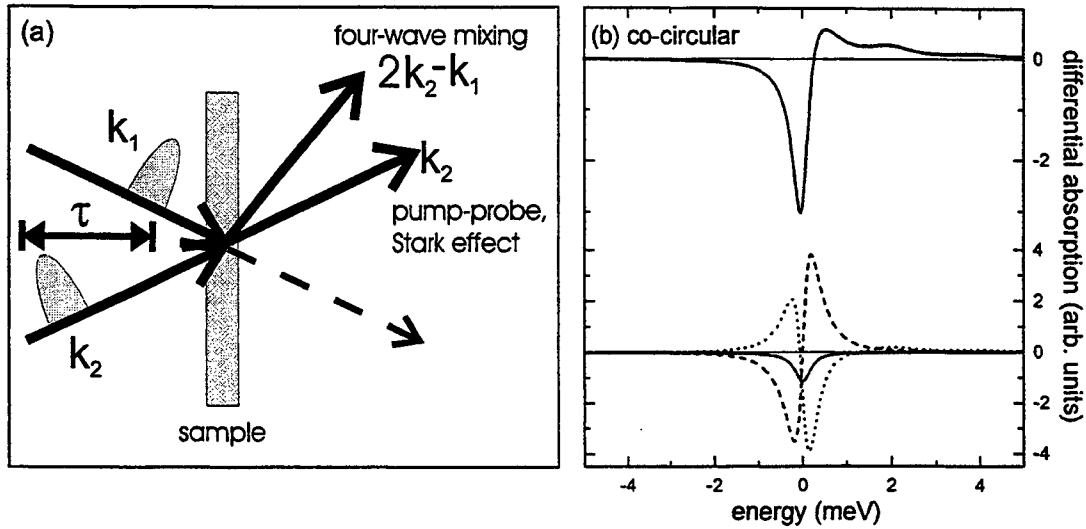 (a)
four-wave mixing
2k₂-k₁
k₁
k₂
pump-probe,
Stark effect
τ
k₂
sample
(b) co-circular
0
-2
4
2
0
-2
-4
differential absorption (arb. units)
-4 -2 0 2 4
energy (meV)